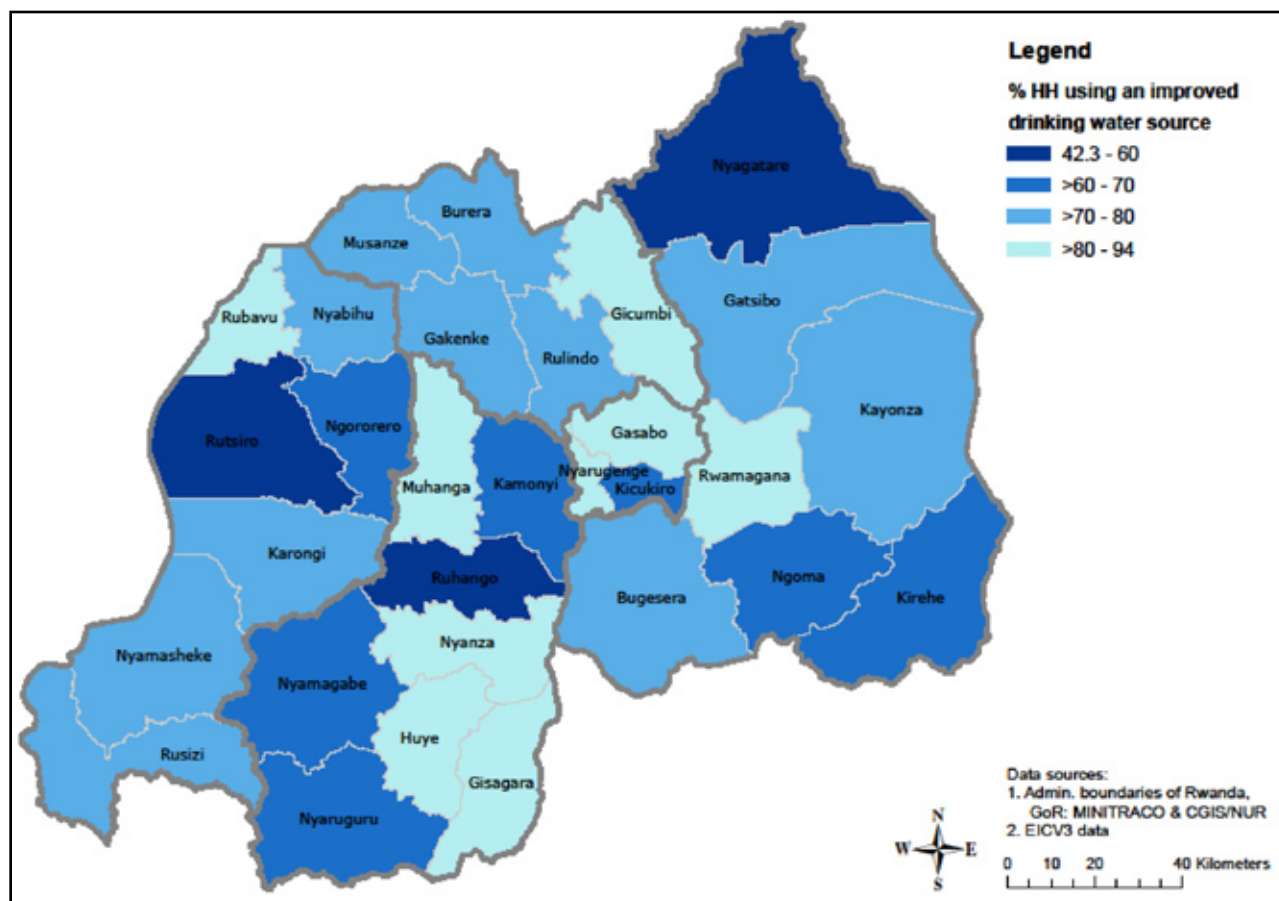 Legend
% HH using an improved
drinking water source
42.3 - 60
>60 - 70
>70 - 80
>80 - 94
Nyagatare
Burera
Musanze
Gatsibo
Rubavu
Nyabihu
Gicumbi
Gakenke
Rulindo
Kayonza
Rutsiro
Ngororero
Gasabo
Nyarugenge
Rwamagana
Muhanga
Kamonyi
Kicukiro
Karongi
Ruhango
Ngoma
Kirehe
Bugesera
Nyanza
Nyamasheke
Nyamagabe
Huye
Rusizi
Gisagara
Nyaruguru
Data sources:
1. Admin. boundaries of Rwanda,
GoR: MINITRACO & CGIS/NUR
2. EICV3 data
N
W E
S
0 10 20 40 Kilometers